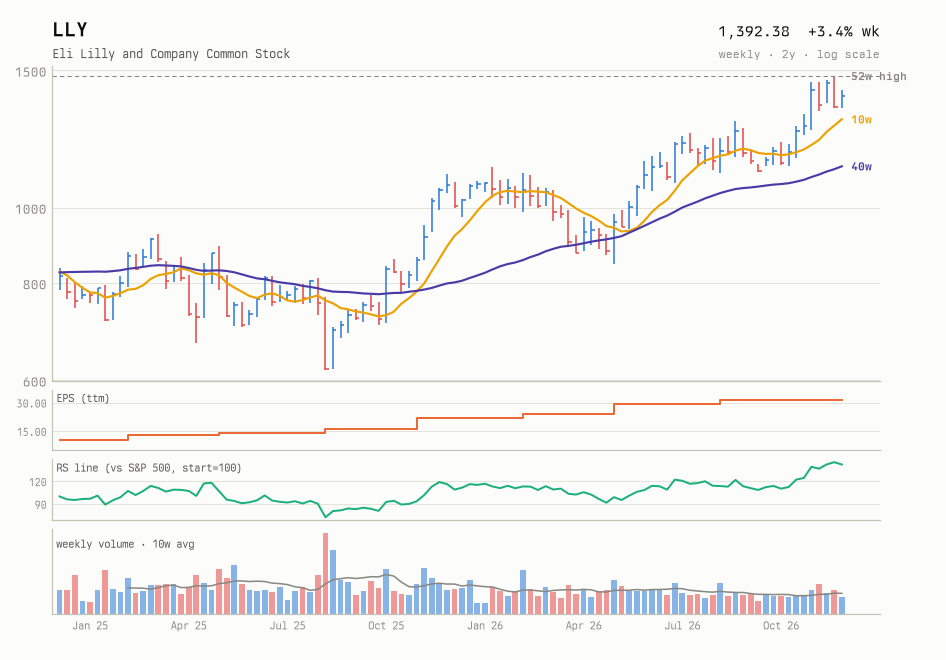 LLY
1,392.38 +3.4% wk
Eli Lilly and Company Common Stock
weekly · 2y · log scale
1500
52w high
10w
40w
1000
800
600
EPS (ttm)
30.00
15.00
RS line (vs S&P 500, start=100)
120
90
weekly volume · 10w avg
Jan 25 Apr 25 Jul 25 Oct 25 Jan 26 Apr 26 Jul 26 Oct 26